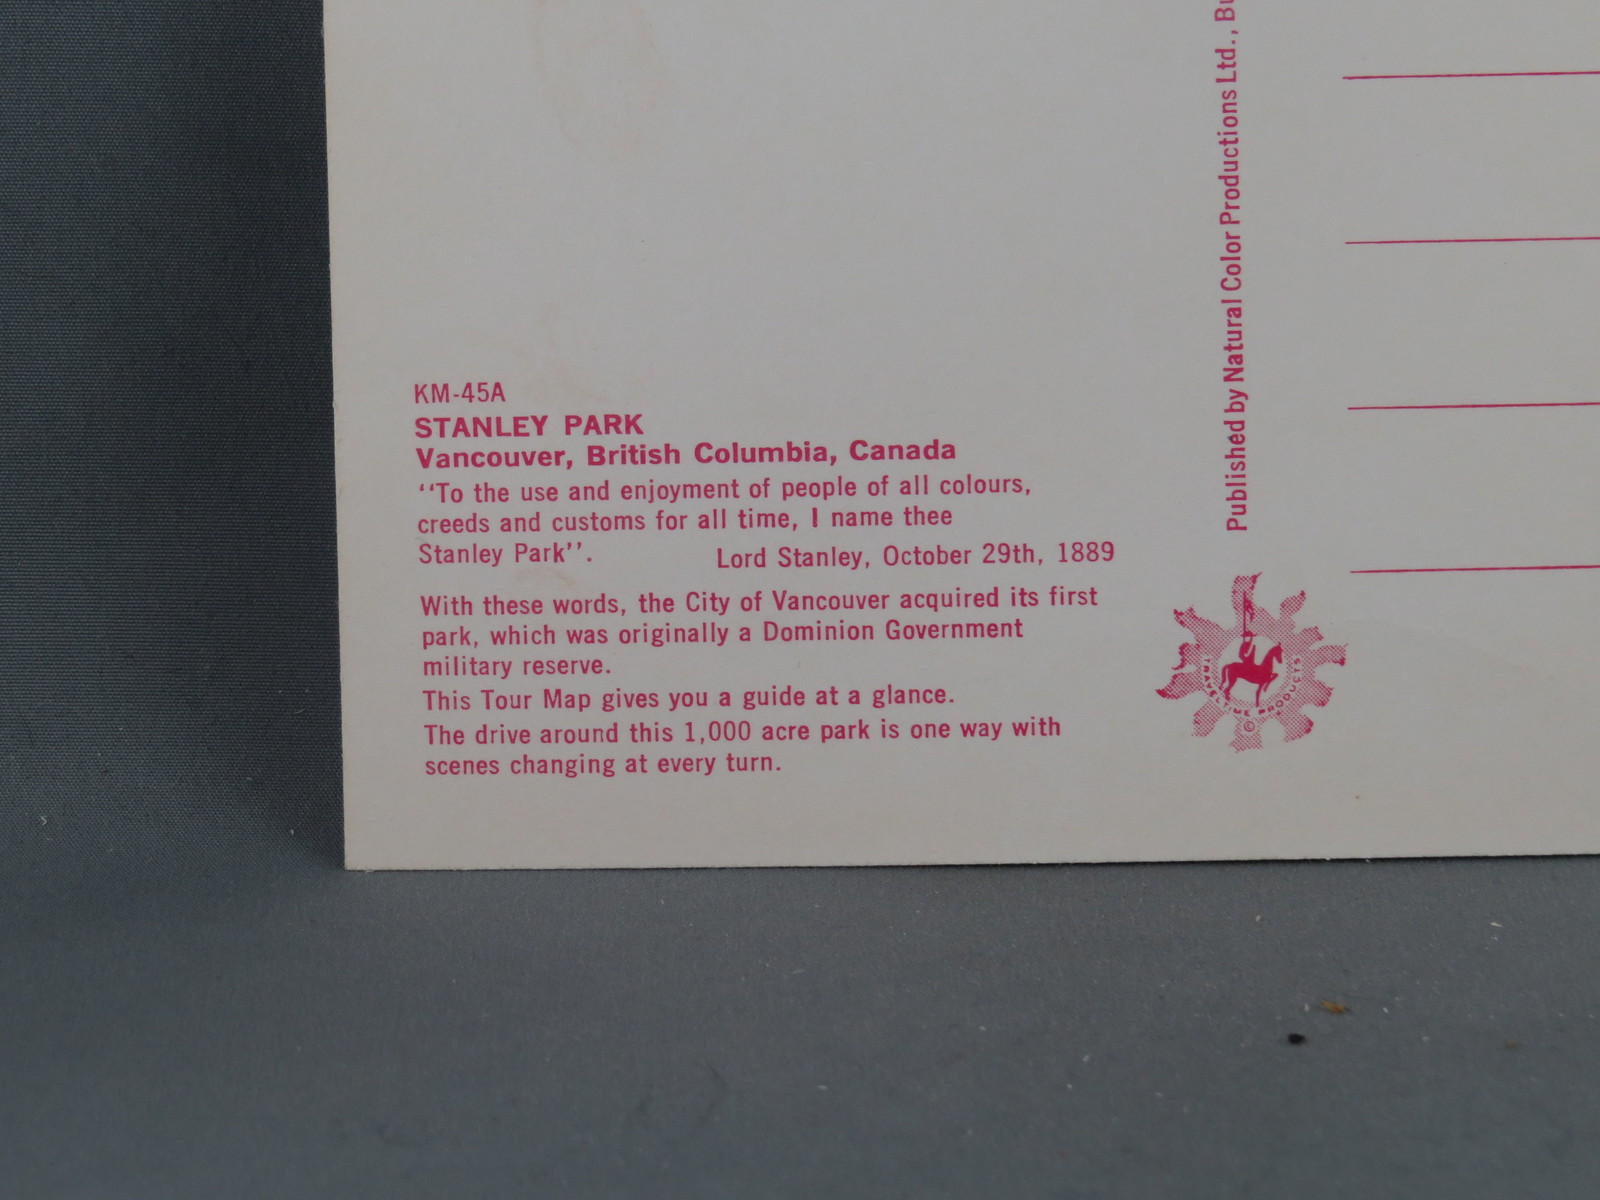 KM-45A
STANLEY PARK
Vancouver, British Columbia, Canada
"To the use and enjoyment of people of all colours,
creeds and customs for all time, I name thee
Stanley Park".    Lord Stanley, October 29th, 1889
With these words, the City of Vancouver acquired its first
park, which was originally a Dominion Government
military reserve.
This Tour Map gives you a guide at a glance.
The drive around this 1,000 acre park is one way with
scenes changing at every turn.
Published by Natural Color Productions Ltd., Bu
TRAVELTIME PRODUCTS
©